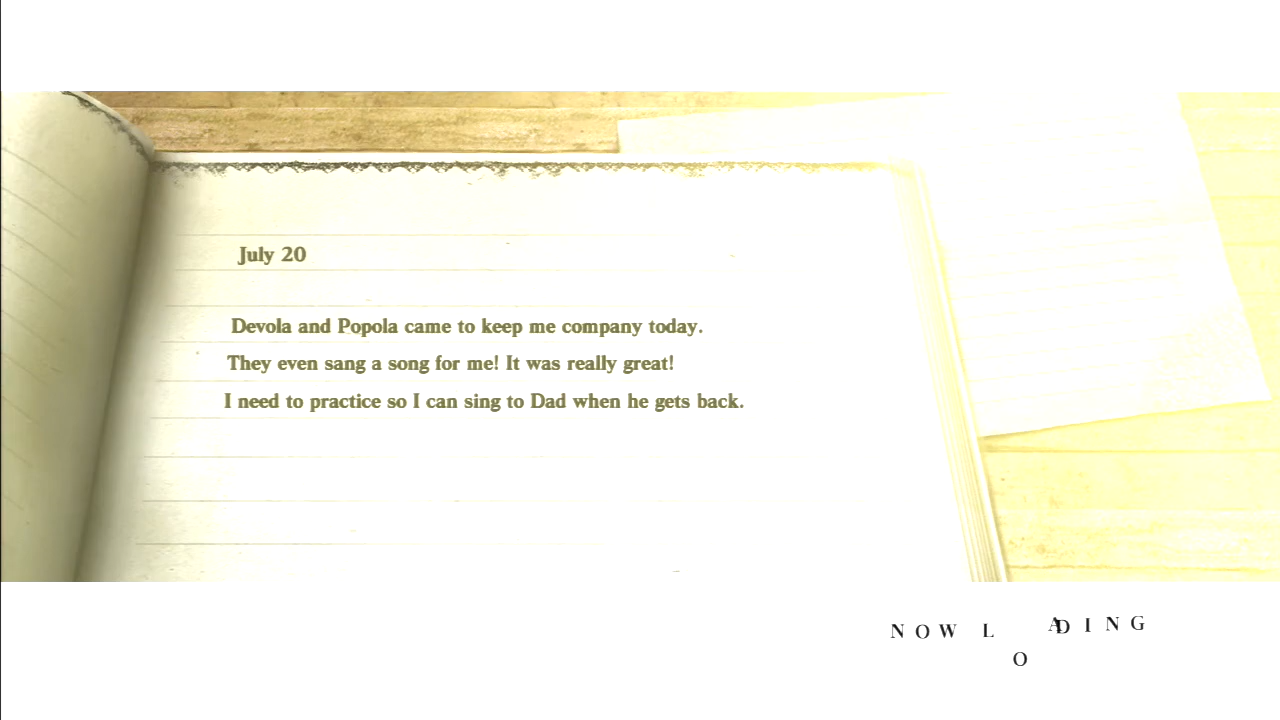 July 20
Devola and Popola came to keep me company today.
They even sang a song for me! It was really great!
I need to practice so I can sing to Dad when he gets back.
NOW LOADING